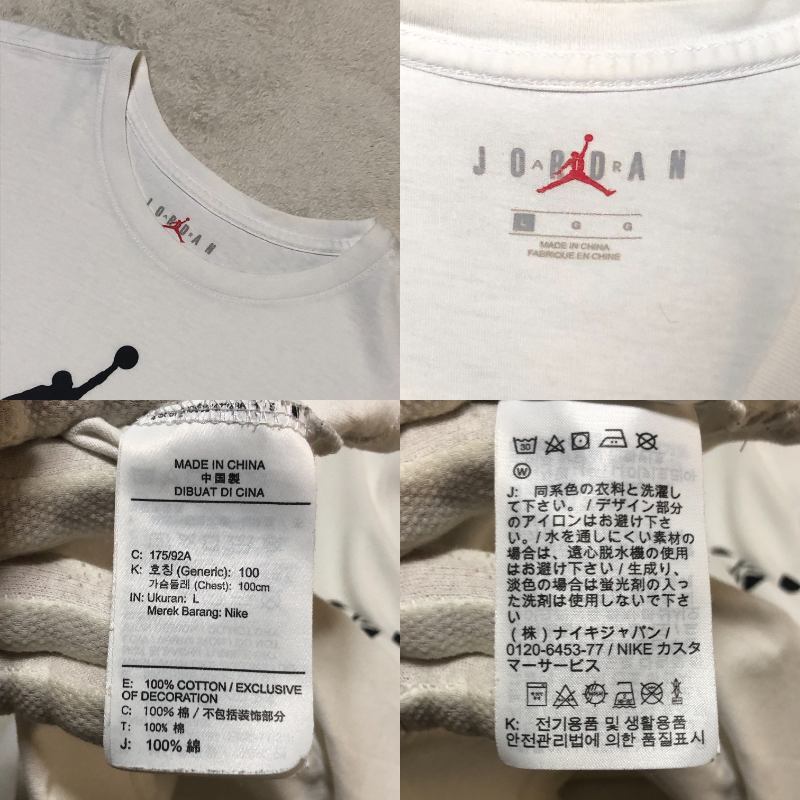 JORDAN
AIR
JORDAN
AIR
L G G
MADE IN CHINA
FABRIQUÉ EN CHINE
MADE IN CHINA
中国製
DIBUAT DI CINA
C: 175/92A
K: 호칭 (Generic): 100
가슴둘레 (Chest): 100cm
IN: Ukuran: L
Merek Barang: Nike
E: 100% COTTON / EXCLUSIVE
OF DECORATION
C: 100% 棉 / 不包括装饰部分
T: 100% 棉
J: 100% 綿
30
W
J: 同系色の衣料と洗濯し
て下さい。/ デザイン部分
のアイロンはお避け下さ
い。/ 水を通しにくい素材の
場合は、遠心脱水機の使用
はお避け下さい / 生成り、
淡色の場合は蛍光剤の入っ
た洗剤は使用しないで下さ
い
(株) ナイキジャパン /
0120-6453-77 / NIKE カスタ
マーサービス
K: 전기용품 및 생활용품
안전관리법에 의한 품질표시